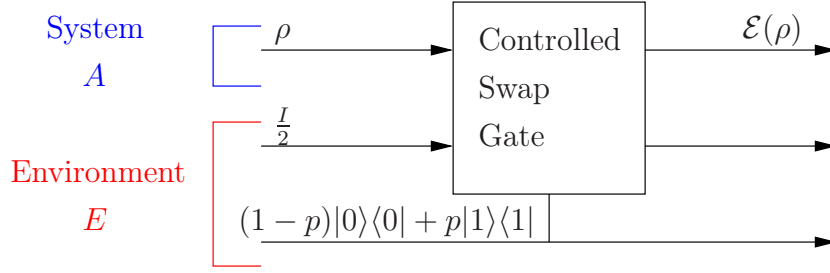 System
A
ρ
Controlled
Swap
Gate
ℰ(ρ)
I/2
Environment
E
(1 − p)|0⟩⟨0| + p|1⟩⟨1|